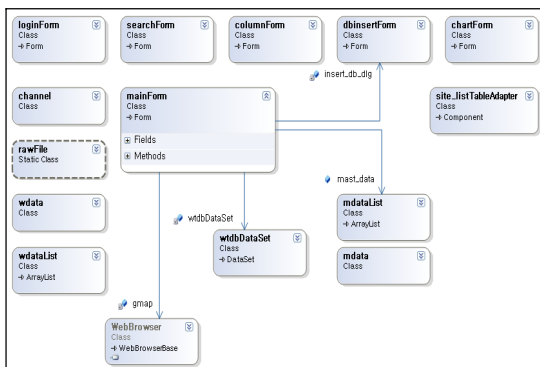 loginForm
Class
→ Form
searchForm
Class
→ Form
columnForm
Class
→ Form
dbinsertForm
Class
→ Form
chartForm
Class
→ Form
insert_db_dlg
channel
Class
mainForm
Class
→ Form
Fields
Methods
site_listTableAdapter
Class
→ Component
rawFile
Static Class
mast_data
wdata
Class
mdataList
Class
→ ArrayList
wtdbDataSet
wtdbDataSet
Class
→ DataSet
wdataList
Class
→ ArrayList
mdata
Class
gmap
WebBrowser
Class
→ WebBrowserBase